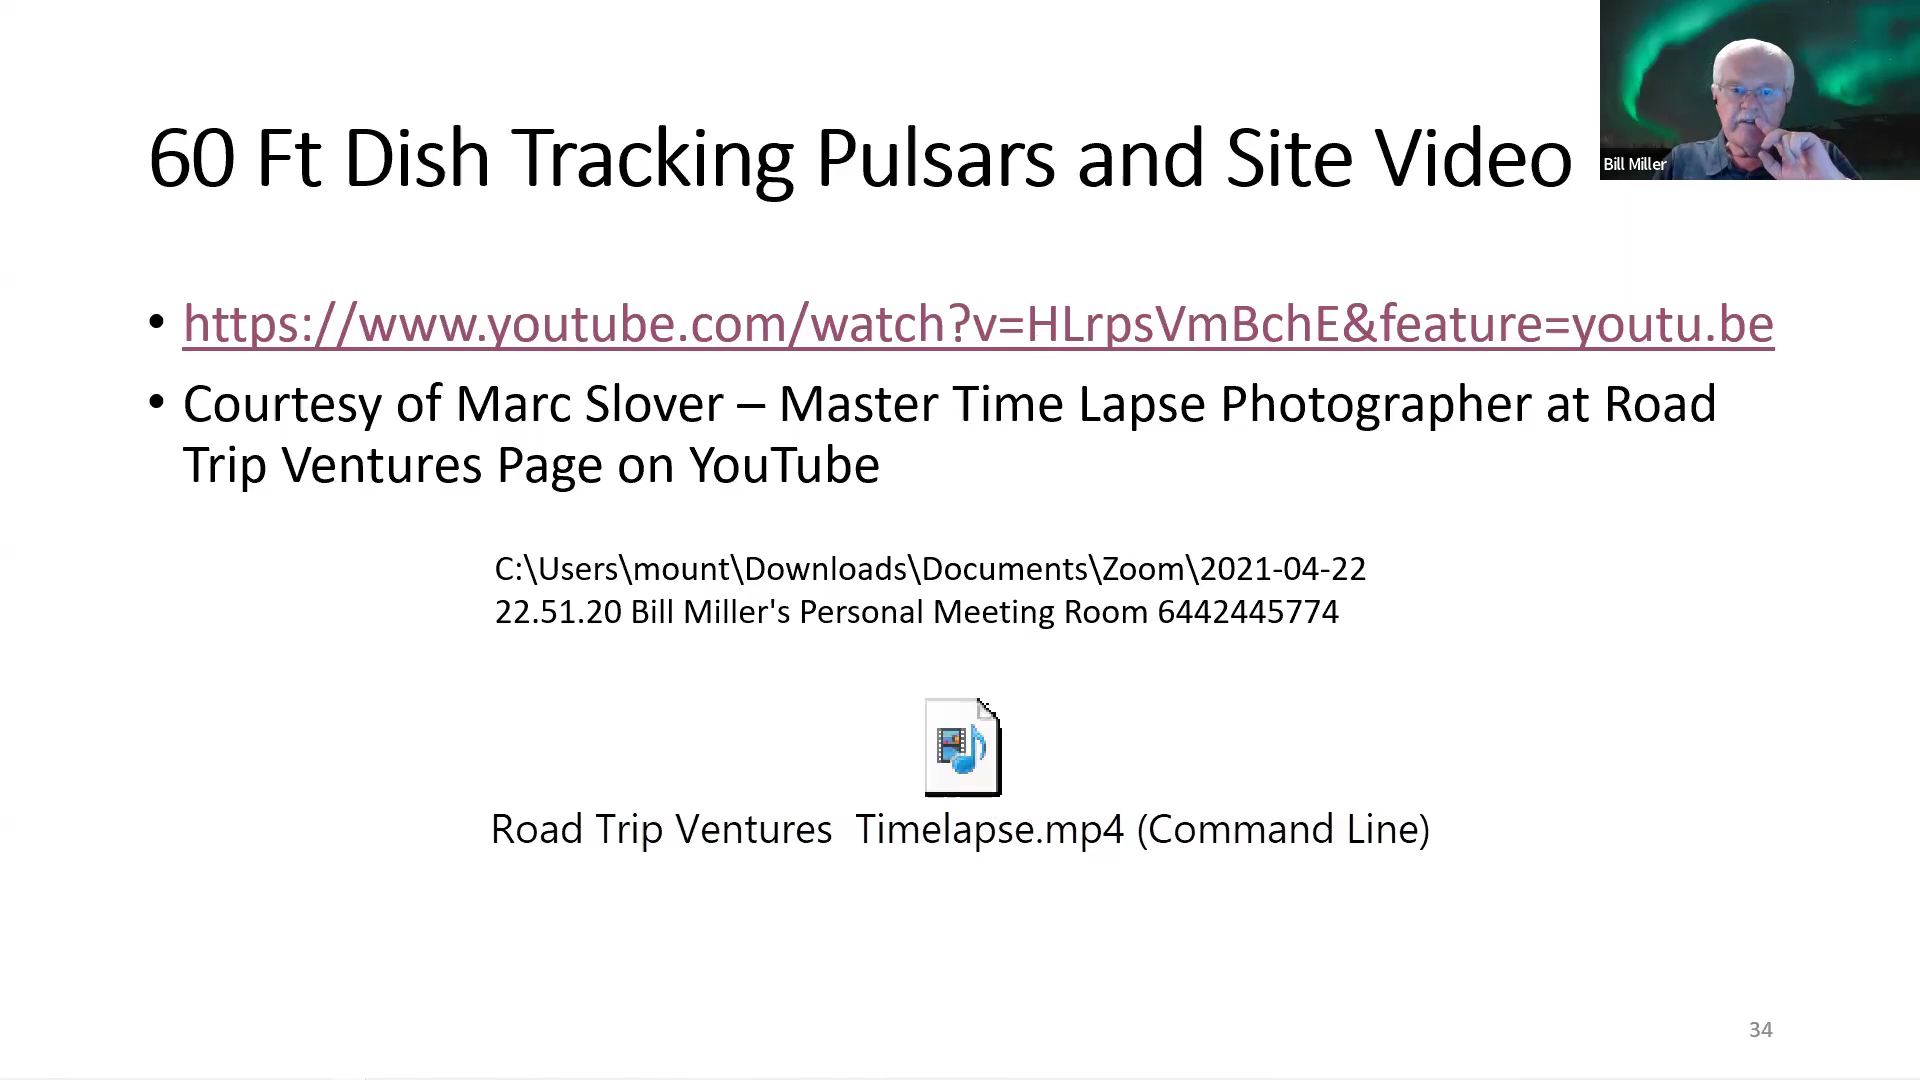 60 Ft Dish Tracking Pulsars and Site Video
Bill Miller
• https://www.youtube.com/watch?v=HLrpsVmBchE&feature=youtu.be
• Courtesy of Marc Slover – Master Time Lapse Photographer at Road
Trip Ventures Page on YouTube
C:\Users\mount\Downloads\Documents\Zoom\2021-04-22
22.51.20 Bill Miller's Personal Meeting Room 6442445774
Road Trip Ventures  Timelapse.mp4 (Command Line)
34